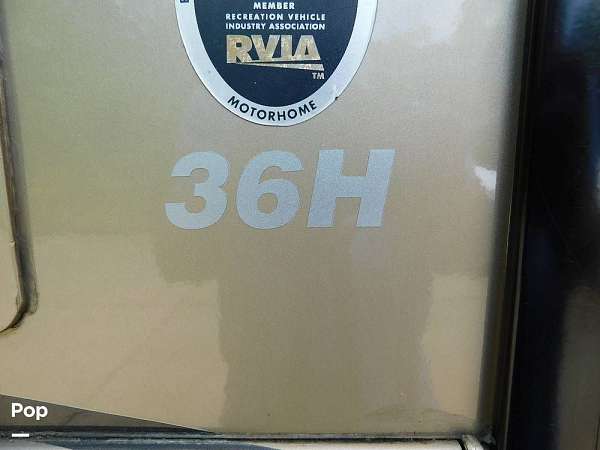 MEMBER
RECREATION VEHICLE
INDUSTRY ASSOCIATION
RVIA
TM
MOTORHOME
36H
Pop